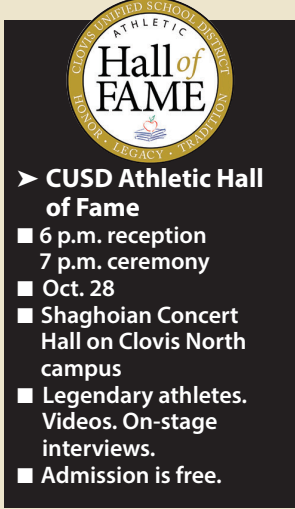 CLOVIS UNIFIED SCHOOL DISTRICT
ATHLETIC
Hall of
FAME
HONOR · LEGACY · TRADITION
➤ CUSD Athletic Hall
of Fame
■ 6 p.m. reception
7 p.m. ceremony
■ Oct. 28
■ Shaghoian Concert
Hall on Clovis North
campus
■ Legendary athletes.
Videos. On-stage
interviews.
■ Admission is free.